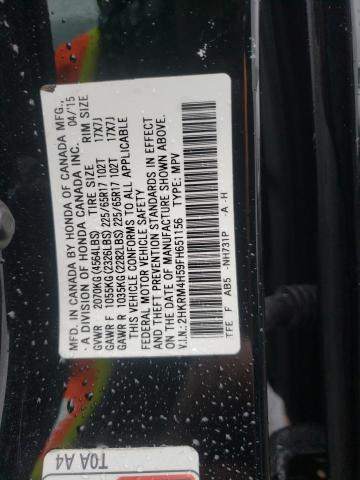 MFD. IN CANADA BY HONDA OF CANADA MFG.,
- A DIVISION OF HONDA CANADA INC. 04/'15
GVWR 2070KG(4564LBS) TIRE SIZE RIM SIZE
GAWR F 1055KG(2326LBS) 225/65R17 102T 17X7J
GAWR R 1035KG(2282LBS) 225/65R17 102T 17X7J
THIS VEHICLE CONFORMS TO ALL APPLICABLE
FEDERAL MOTOR VEHICLE SAFETY
AND THEFT PREVENTION STANDARDS IN EFFECT
ON THE DATE OF MANUFACTURE SHOWN ABOVE.
V.I.N.: 2HKRM4H59FH651156 TYPE: MPV
TFE F AB5 -NH731P -A -H
T0A A4